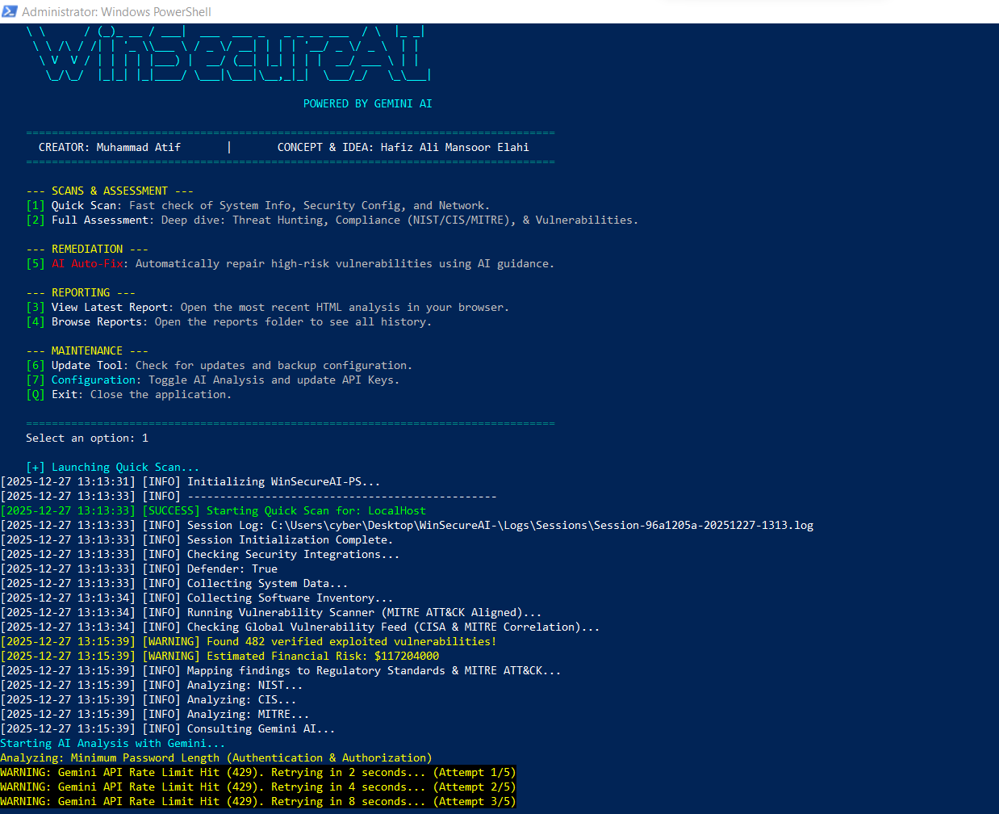 Administrator: Windows PowerShell
WinSecureAI
POWERED BY GEMINI AI
==================================================================================
CREATOR: Muhammad Atif | CONCEPT & IDEA: Hafiz Ali Mansoor Elahi
==================================================================================
--- SCANS & ASSESSMENT ---
[1] Quick Scan: Fast check of System Info, Security Config, and Network.
[2] Full Assessment: Deep dive: Threat Hunting, Compliance (NIST/CIS/MITRE), & Vulnerabilities.
--- REMEDIATION ---
[5] AI Auto-Fix: Automatically repair high-risk vulnerabilities using AI guidance.
--- REPORTING ---
[3] View Latest Report: Open the most recent HTML analysis in your browser.
[4] Browse Reports: Open the reports folder to see all history.
--- MAINTENANCE ---
[6] Update Tool: Check for updates and backup configuration.
[7] Configuration: Toggle AI Analysis and update API Keys.
[Q] Exit: Close the application.
==================================================================================
Select an option: 1
[+] Launching Quick Scan...
[2025-12-27 13:13:31] [INFO] Initializing WinSecureAI-PS...
[2025-12-27 13:13:33] [INFO] ------------------------------------------------
[2025-12-27 13:13:33] [SUCCESS] Starting Quick Scan for: LocalHost
[2025-12-27 13:13:33] [INFO] Session Log: C:\Users\cyber\Desktop\WinSecureAI-\Logs\Sessions\Session-96a1205a-20251227-1313.log
[2025-12-27 13:13:33] [INFO] Session Initialization Complete.
[2025-12-27 13:13:33] [INFO] Checking Security Integrations...
[2025-12-27 13:13:33] [INFO] Defender: True
[2025-12-27 13:13:33] [INFO] Collecting System Data...
[2025-12-27 13:13:34] [INFO] Collecting Software Inventory...
[2025-12-27 13:13:34] [INFO] Running Vulnerability Scanner (MITRE ATT&CK Aligned)...
[2025-12-27 13:13:34] [INFO] Checking Global Vulnerability Feed (CISA & MITRE Correlation)...
[2025-12-27 13:15:39] [WARNING] Found 482 verified exploited vulnerabilities!
[2025-12-27 13:15:39] [WARNING] Estimated Financial Risk: $117204000
[2025-12-27 13:15:39] [INFO] Mapping findings to Regulatory Standards & MITRE ATT&CK...
[2025-12-27 13:15:39] [INFO] Analyzing: NIST...
[2025-12-27 13:15:39] [INFO] Analyzing: CIS...
[2025-12-27 13:15:39] [INFO] Analyzing: MITRE...
[2025-12-27 13:15:39] [INFO] Consulting Gemini AI...
Starting AI Analysis with Gemini...
Analyzing: Minimum Password Length (Authentication & Authorization)
WARNING: Gemini API Rate Limit Hit (429). Retrying in 2 seconds... (Attempt 1/5)
WARNING: Gemini API Rate Limit Hit (429). Retrying in 4 seconds... (Attempt 2/5)
WARNING: Gemini API Rate Limit Hit (429). Retrying in 8 seconds... (Attempt 3/5)